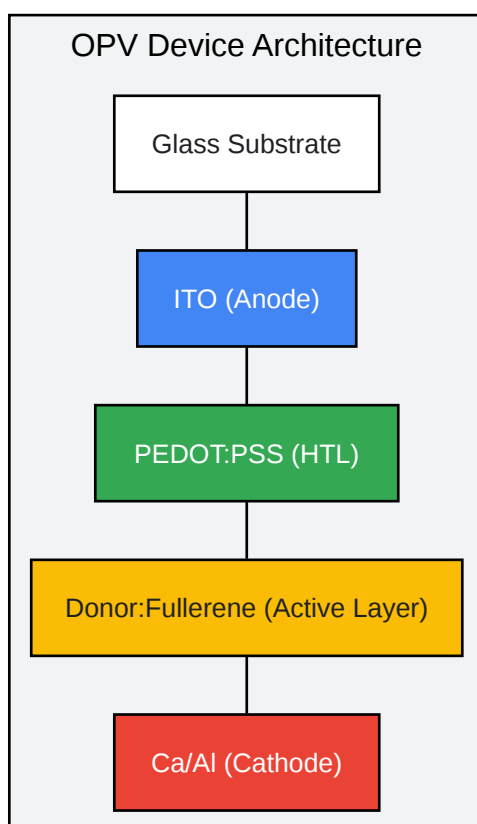 OPV Device Architecture
Glass Substrate
ITO (Anode)
PEDOT:PSS (HTL)
Donor:Fullerene (Active Layer)
Ca/Al (Cathode)